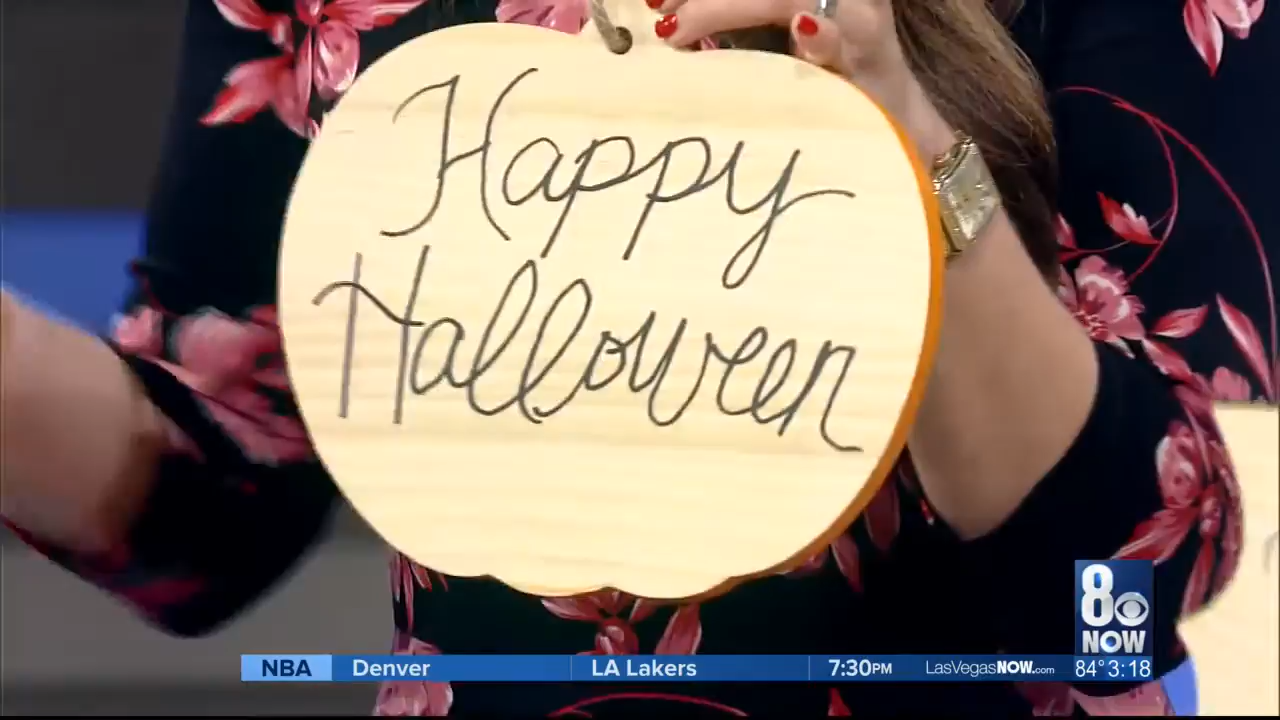 Happy
Halloween
8
NOW
NBA Denver LA Lakers 7:30PM LasVegasNOW.com 84° 3:18